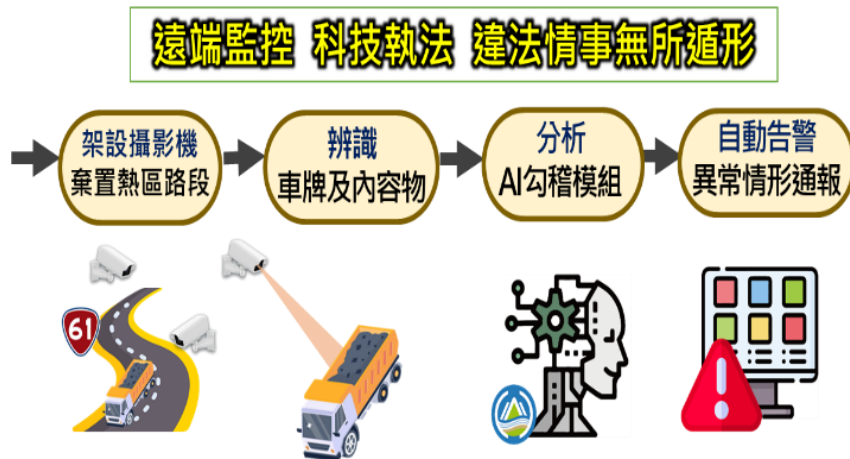 遠端監控 科技執法 違法情事無所遁形
架設攝影機
棄置熱區路段
辨識
車牌及內容物
分析
AI勾稽模組
自動告警
異常情形通報
61